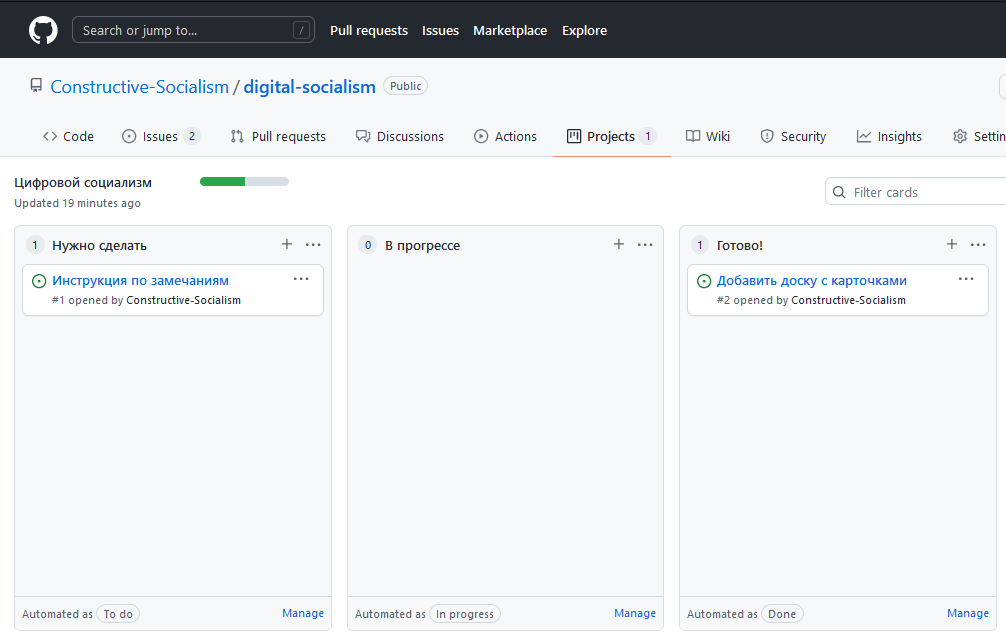 Search or jump to... / Pull requests Issues Marketplace Explore
Constructive-Socialism / digital-socialism Public
Code Issues 2 Pull requests Discussions Actions Projects 1 Wiki Security Insights Settin
Цифровой социализм
Updated 19 minutes ago
Filter cards
1 Нужно сделать
Инструкция по замечаниям
#1 opened by Constructive-Socialism
Automated as To do Manage
0 В прогрессе
Automated as In progress Manage
1 Готово!
Добавить доску с карточками
#2 opened by Constructive-Socialism
Automated as Done Manage